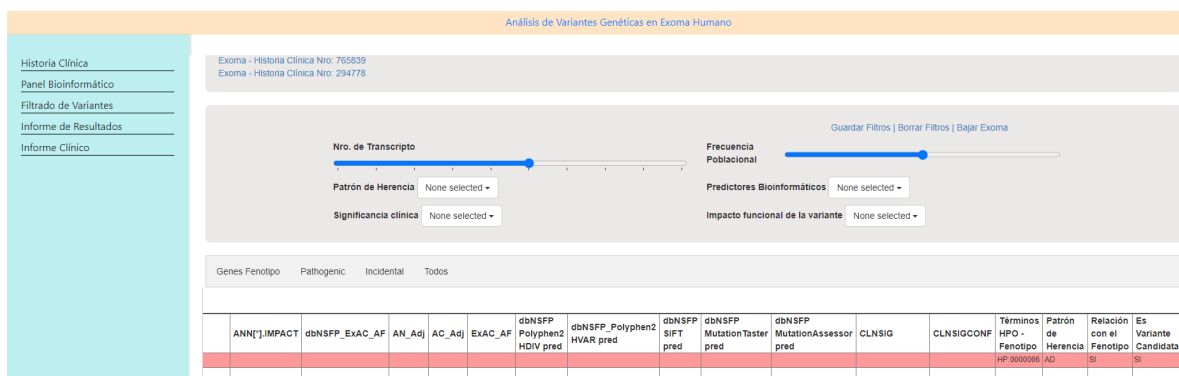 Análisis de Variantes Genéticas en Exoma Humano
Historia Clínica
Panel Bioinformático
Filtrado de Variantes
Informe de Resultados
Informe Clínico
Exoma - Historia Clínica Nro: 765839
Exoma - Historia Clínica Nro: 294778
Guardar Filtros | Borrar Filtros | Bajar Exoma
Nro. de Transcripto
Frecuencia
Poblacional
Patrón de Herencia None selected
Predictores Bioinformáticos None selected
Significancia clínica None selected
Impacto funcional de la variante None selected
Genes Fenotipo Pathogenic Incidental Todos
dbNSFP dbNSFP dbNSFP dbNSFP Términos Patrón Relación Es
ANN[*].IMPACT dbNSFP_ExAC_AF AN_Adj AC_Adj ExAC_AF Polyphen2 dbNSFP_Polyphen2 SIFT MutationTaster MutationAssessor CLNSIG CLNSIGCONF HPO - de con el Variante
HDIV pred HVAR pred pred pred pred Fenotipo Herencia Fenotipo Candidata
HP:0000006 AD SI SI